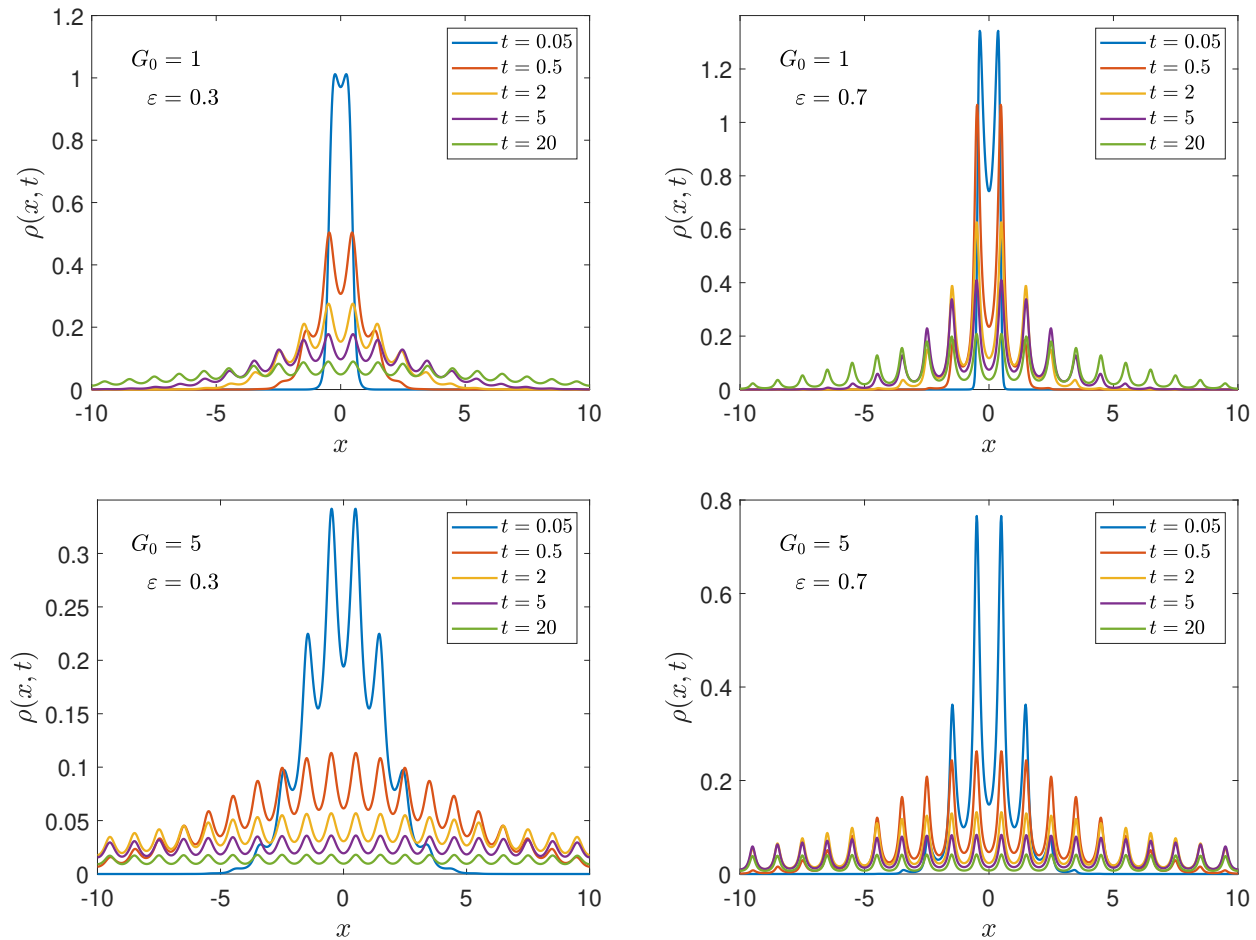 1.2
1
0.8
0.6
0.4
0.2
0
ρ(x, t)
G₀ = 1
ε = 0.3
t = 0.05
t = 0.5
t = 2
t = 5
t = 20
-10 -5 0 5 10
x
1.2
1
0.8
0.6
0.4
0.2
0
ρ(x, t)
G₀ = 1
ε = 0.7
t = 0.05
t = 0.5
t = 2
t = 5
t = 20
-10 -5 0 5 10
x
0.3
0.25
0.2
0.15
0.1
0.05
0
ρ(x, t)
G₀ = 5
ε = 0.3
t = 0.05
t = 0.5
t = 2
t = 5
t = 20
-10 -5 0 5 10
x
0.8
0.6
0.4
0.2
0
ρ(x, t)
G₀ = 5
ε = 0.7
t = 0.05
t = 0.5
t = 2
t = 5
t = 20
-10 -5 0 5 10
x